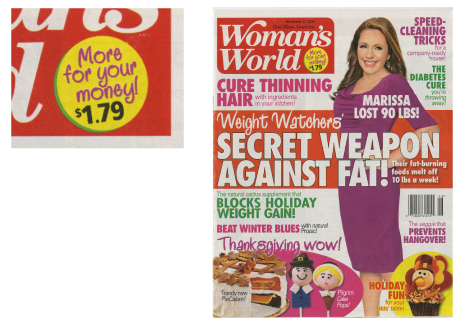 an's
ld
More
for your
money!
$1.79
Woman's
World
More
for your
money!
$1.79
SPEED-
CLEANING
TRICKS
for a
company-ready
house!
THE
DIABETES
CURE
you're
throwing
away!
CURE THINNING
HAIR with ingredients
in your kitchen!
MARISSA
LOST 90 LBS!
Weight Watchers'
SECRET WEAPON
AGAINST FAT!
Their fat-burning
foods melt off
10 lbs a week!
The natural cactus supplement that
BLOCKS HOLIDAY
WEIGHT GAIN!
BEAT WINTER BLUES with natural
Prozac!
The veggie that
PREVENTS
HANGOVER!
Thanksgiving wow!
Trendy new
PieCaken!
Pilgrim
Cake
Pops!
HOLIDAY
FUN
for your
kids' table!